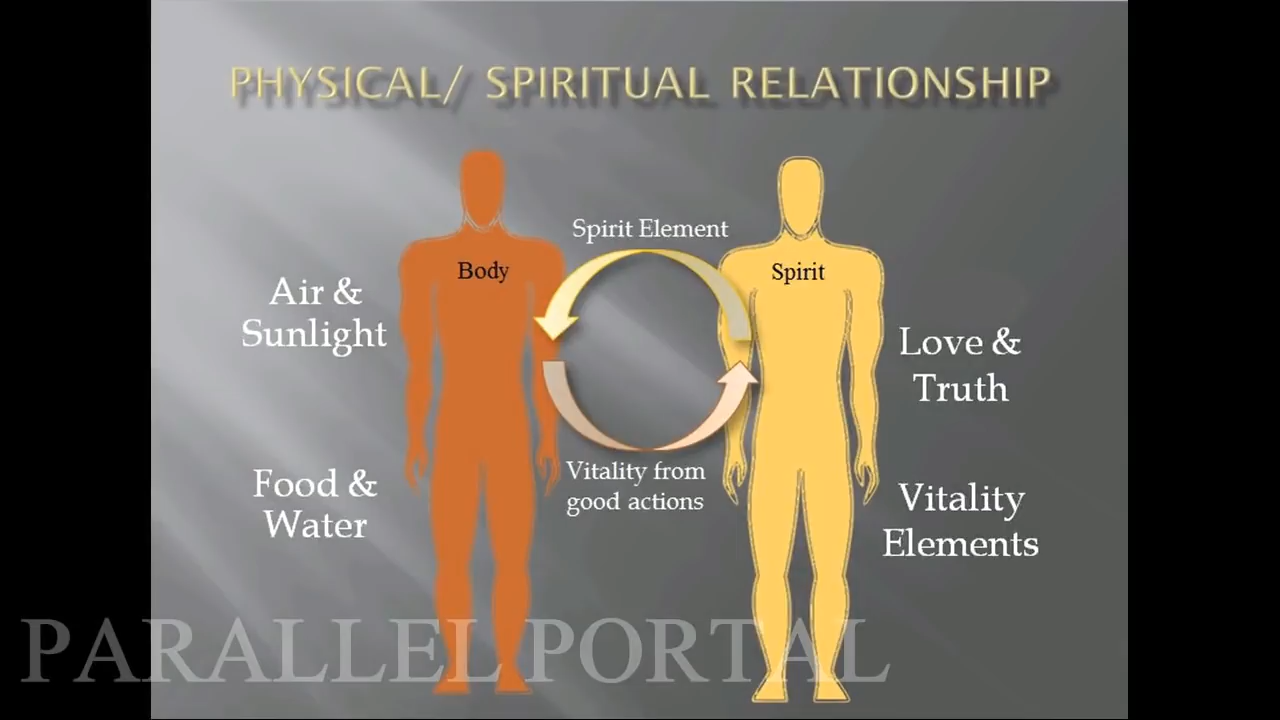 PHYSICAL/ SPIRITUAL RELATIONSHIP
Spirit Element
Body
Spirit
Air &
Sunlight
Love &
Truth
Food &
Water
Vitality from
good actions
Vitality
Elements
PARALLEL PORTAL